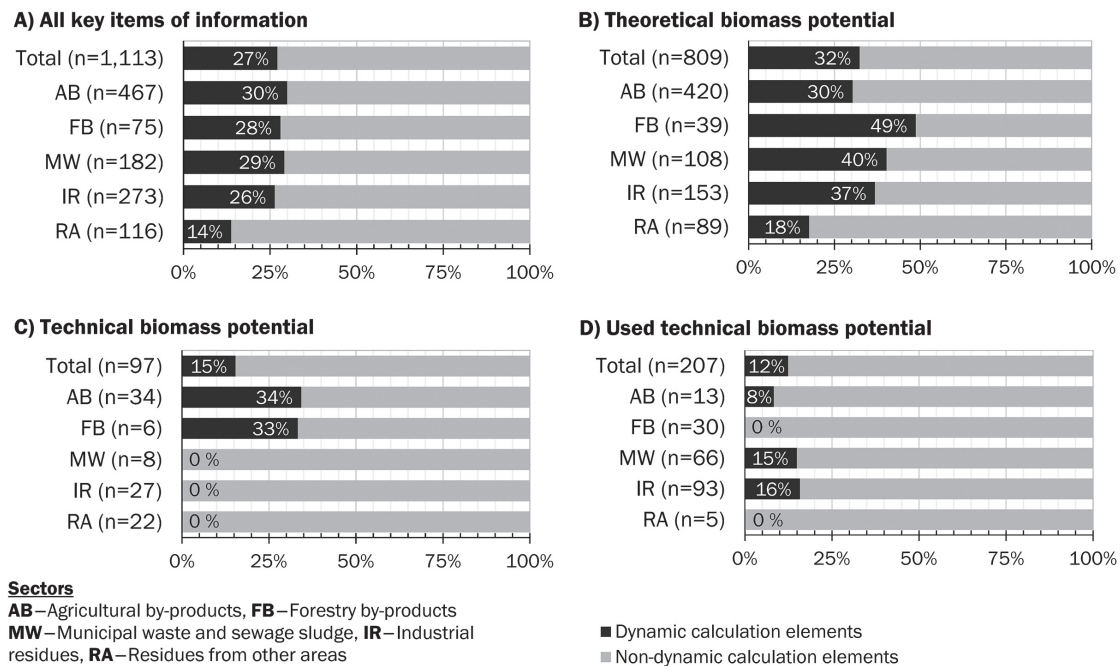 A) All key items of information
Total (n=1,113)
27%
AB (n=467)
30%
FB (n=75)
28%
MW (n=182)
29%
IR (n=273)
26%
RA (n=116)
14%
0% 25% 50% 75% 100%
B) Theoretical biomass potential
Total (n=809)
32%
AB (n=420)
30%
FB (n=39)
49%
MW (n=108)
40%
IR (n=153)
37%
RA (n=89)
18%
0% 25% 50% 75% 100%
C) Technical biomass potential
Total (n=97)
15%
AB (n=34)
34%
FB (n=6)
33%
MW (n=8)
0 %
IR (n=27)
0 %
RA (n=22)
0 %
0% 25% 50% 75% 100%
D) Used technical biomass potential
Total (n=207)
12%
AB (n=13)
8%
FB (n=30)
0 %
MW (n=66)
15%
IR (n=93)
16%
RA (n=5)
0 %
0% 25% 50% 75% 100%
Sectors
AB–Agricultural by-products, FB–Forestry by-products
MW–Municipal waste and sewage sludge, IR–Industrial
residues, RA–Residues from other areas
Dynamic calculation elements
Non-dynamic calculation elements